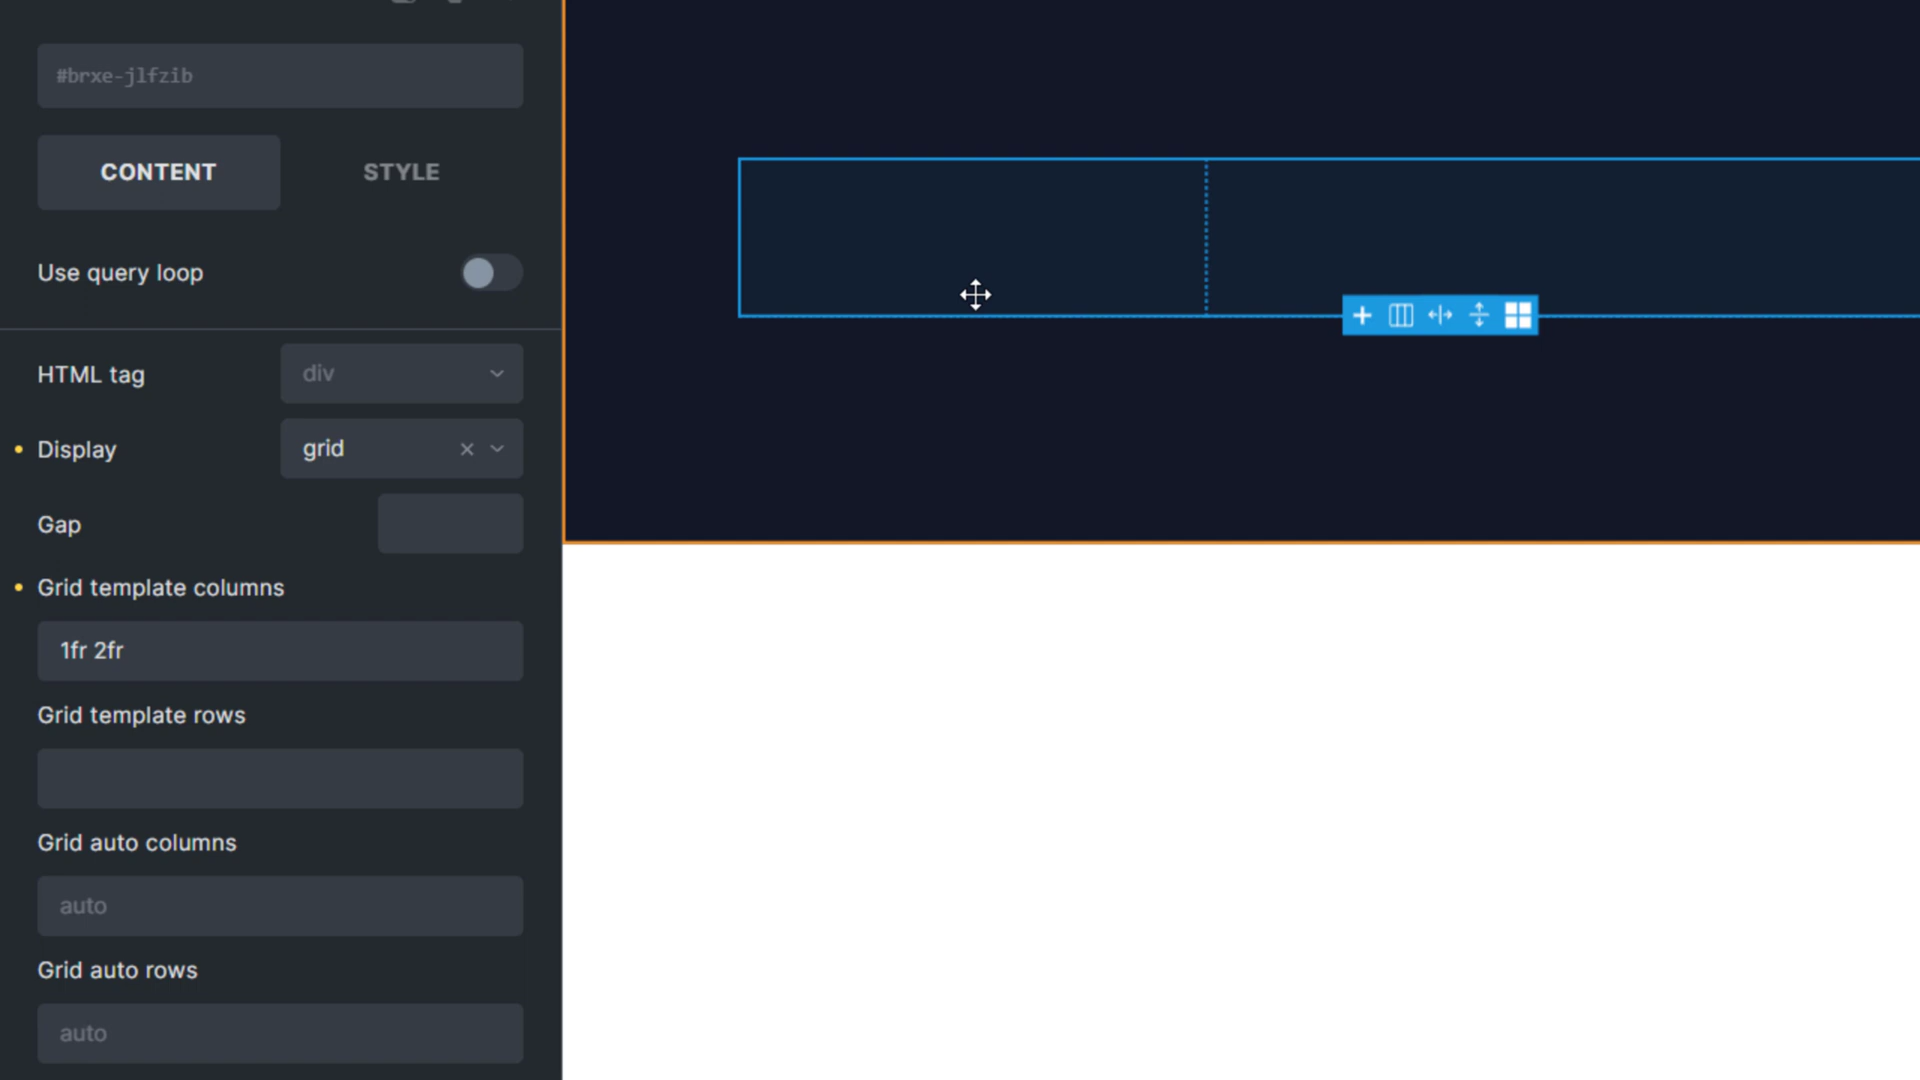 #brxe-jlfzib
CONTENT
STYLE
Use query loop
HTML tag
div
Display
grid
Gap
Grid template columns
1fr 2fr
Grid template rows
Grid auto columns
auto
Grid auto rows
auto